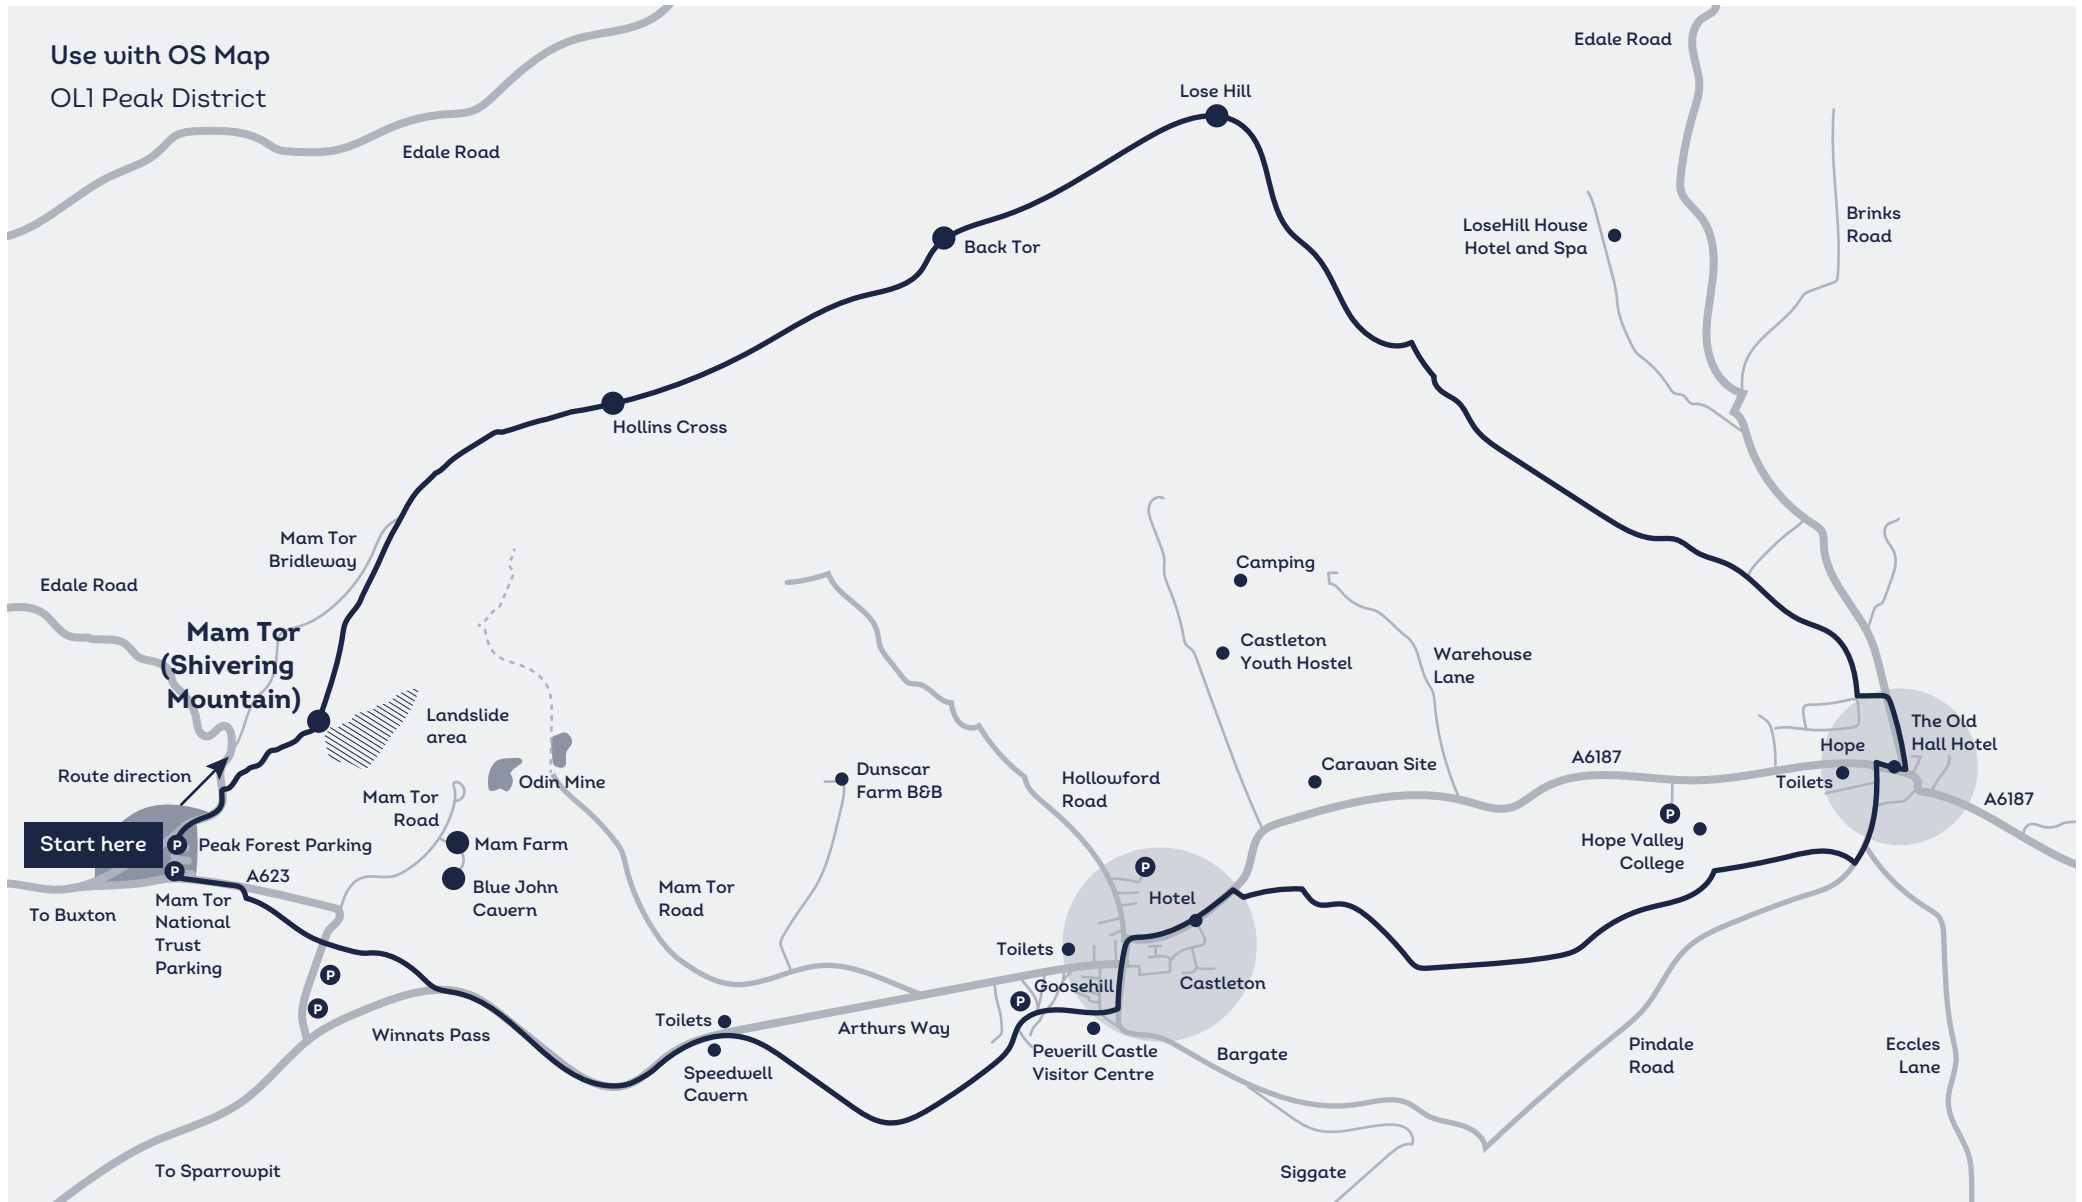 Use with OS Map
OL1 Peak District
Edale Road
Edale Road
Lose Hill
Back Tor
LoseHill House
Hotel and Spa
Brinks
Road
Hollins Cross
Mam Tor
Bridleway
Edale Road
Mam Tor
(Shivering
Mountain)
Landslide
area
Route direction
Odin Mine
Mam Tor
Road
Start here
P
Peak Forest Parking
P
A623
Mam Farm
Blue John
Cavern
To Buxton
Mam Tor
National
Trust
Parking
P
P
Mam Tor
Road
Dunscar
Farm B&B
Camping
Castleton
Youth Hostel
Warehouse
Lane
Hollowford
Road
Caravan Site
A6187
Hope
The Old
Hall Hotel
Toilets
A6187
P
Hope Valley
College
P
Hotel
Toilets
Goosehill
Castleton
P
Winnats Pass
Toilets
Arthurs Way
Speedwell
Cavern
Peverill Castle
Visitor Centre
Bargate
Pindale
Road
Eccles
Lane
To Sparrowpit
Siggate